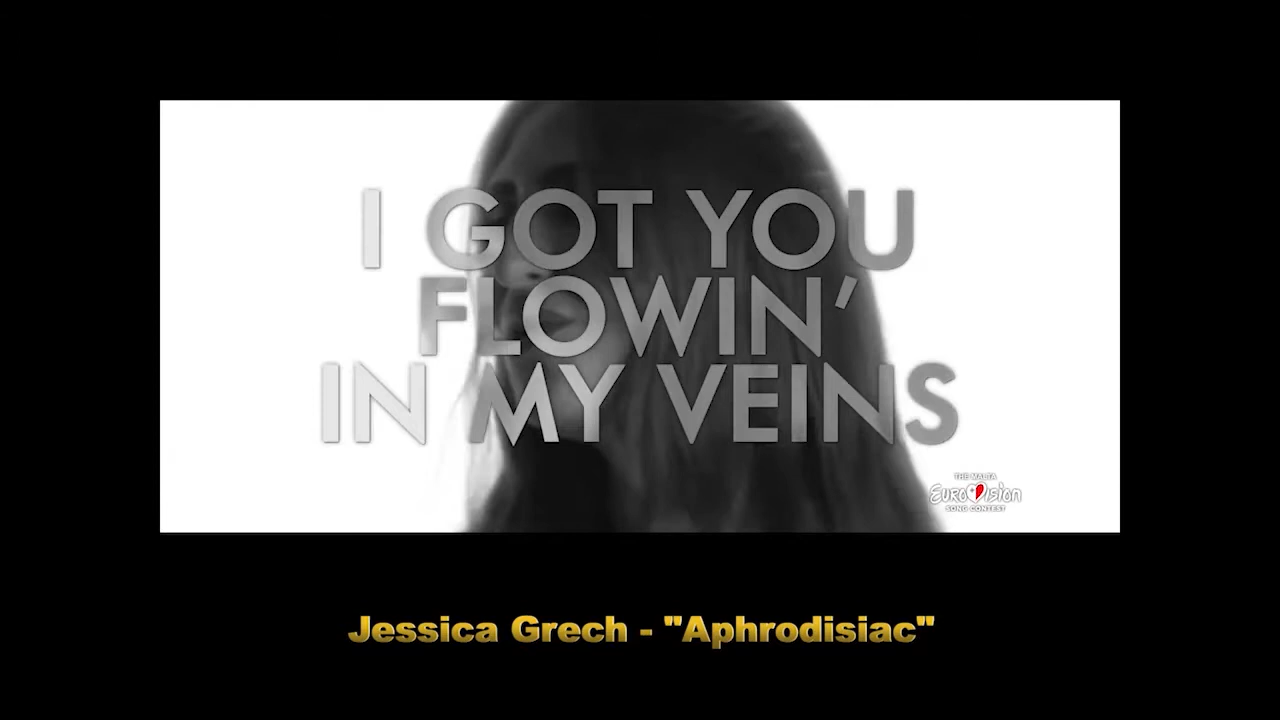 I GOT YOU
FLOWIN’
IN MY VEINS
THE MALTA
EUROVISION
SONG CONTEST
Jessica Grech - "Aphrodisiac"